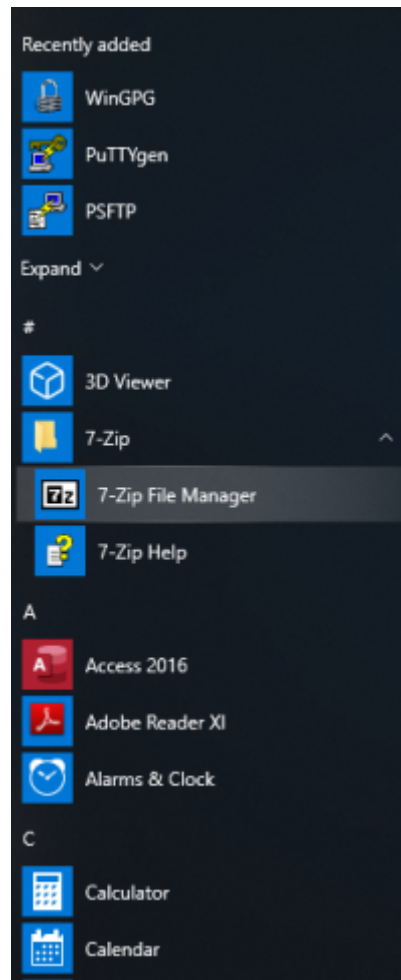 Recently added
WinGPG
PuTTYgen
PSFTP
Expand
#
3D Viewer
7-Zip
7z
7-Zip File Manager
?
7-Zip Help
A
A
Access 2016
Adobe Reader XI
Alarms & Clock
C
Calculator
Calendar